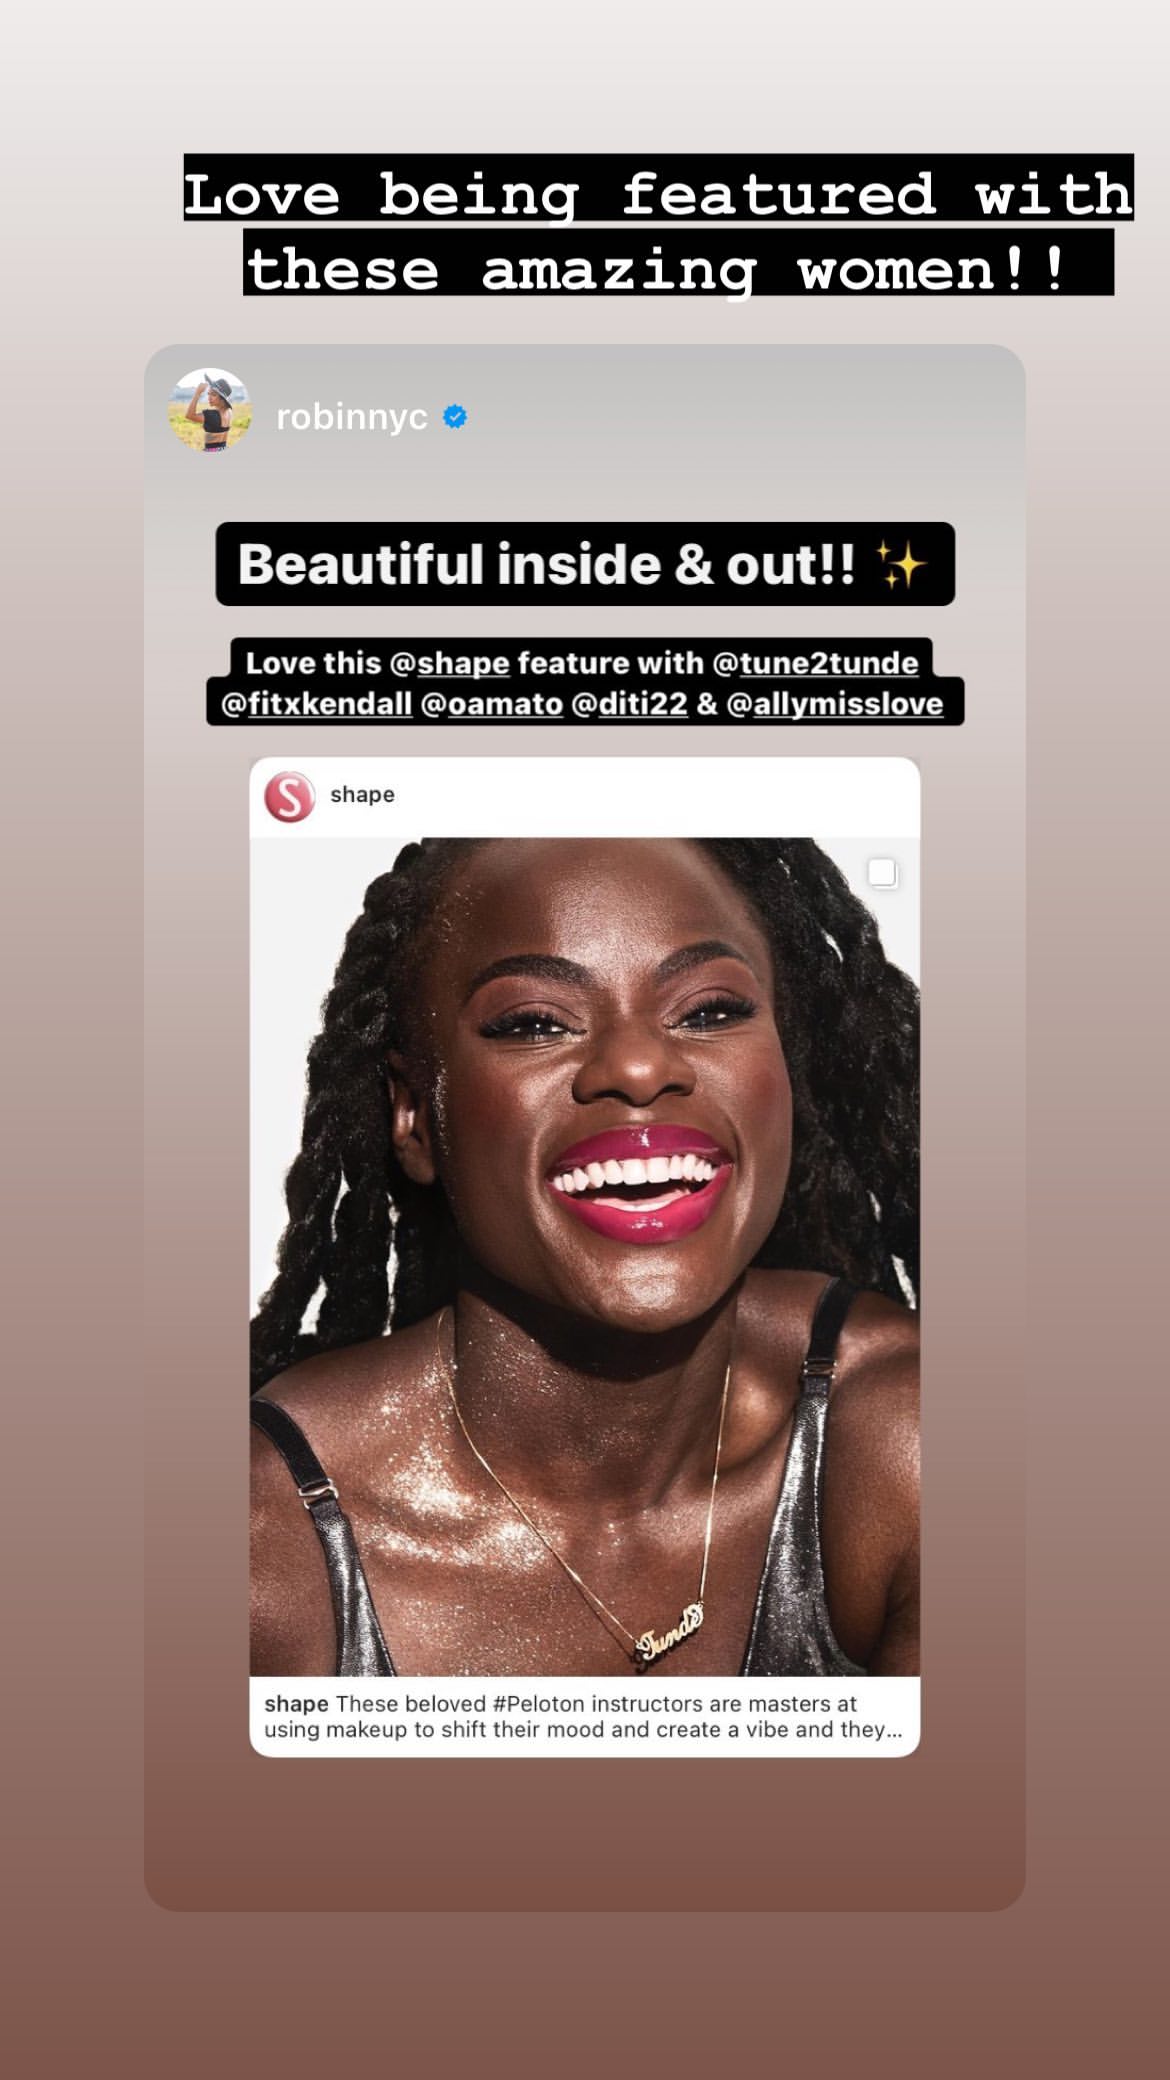 Love being featured with
these amazing women!!
robinnyc
Beautiful inside & out!! ✨
Love this @shape feature with @tune2tunde
@fitxkendall @oamato @diti22 & @allymisslove
S
shape
Tunde
shape These beloved #Peloton instructors are masters at
using makeup to shift their mood and create a vibe and they...